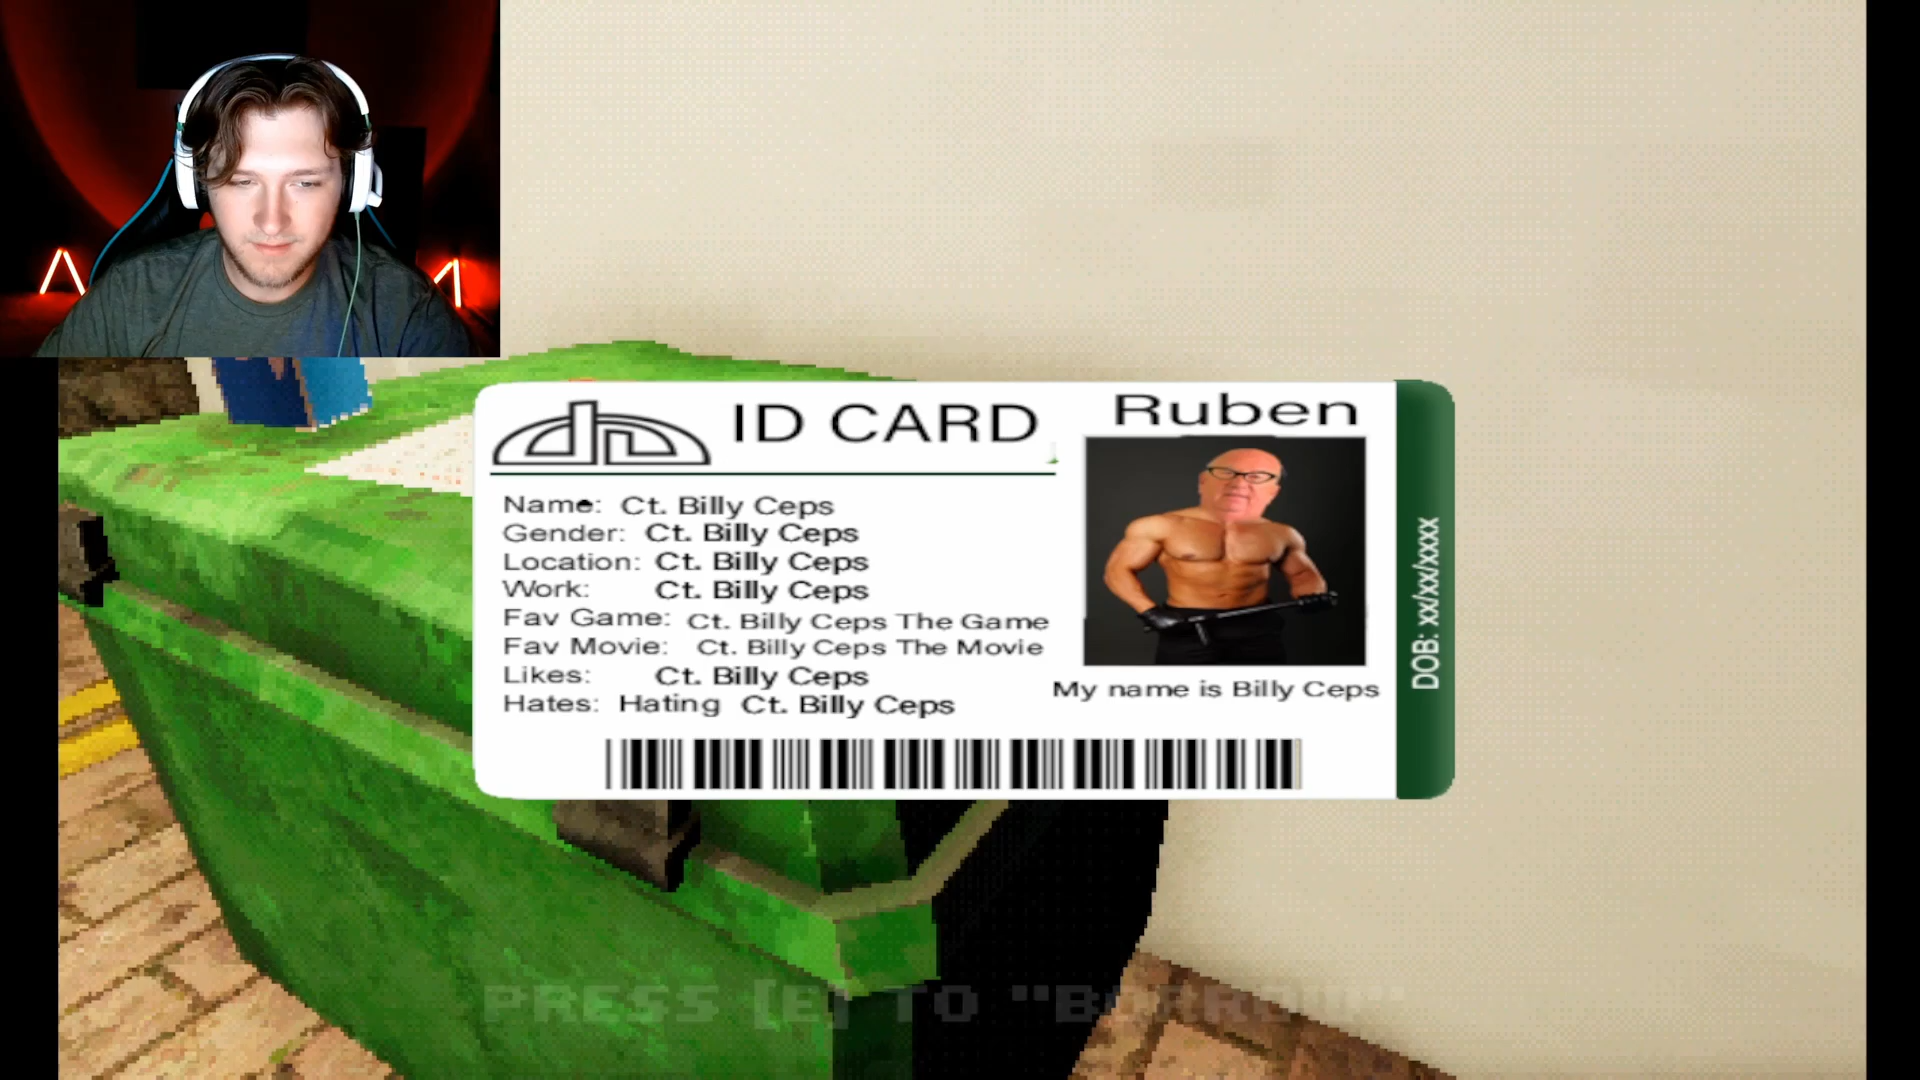 ID CARD
Ruben
Name: Ct. Billy Ceps
Gender: Ct. Billy Ceps
Location: Ct. Billy Ceps
Work: Ct. Billy Ceps
Fav Game: Ct. Billy Ceps The Game
Fav Movie: Ct. Billy Ceps The Movie
Likes: Ct. Billy Ceps
Hates: Hating Ct. Billy Ceps
My name is Billy Ceps
DOB: xx/xx/xxxx
PRESS [E] TO "BORROW"